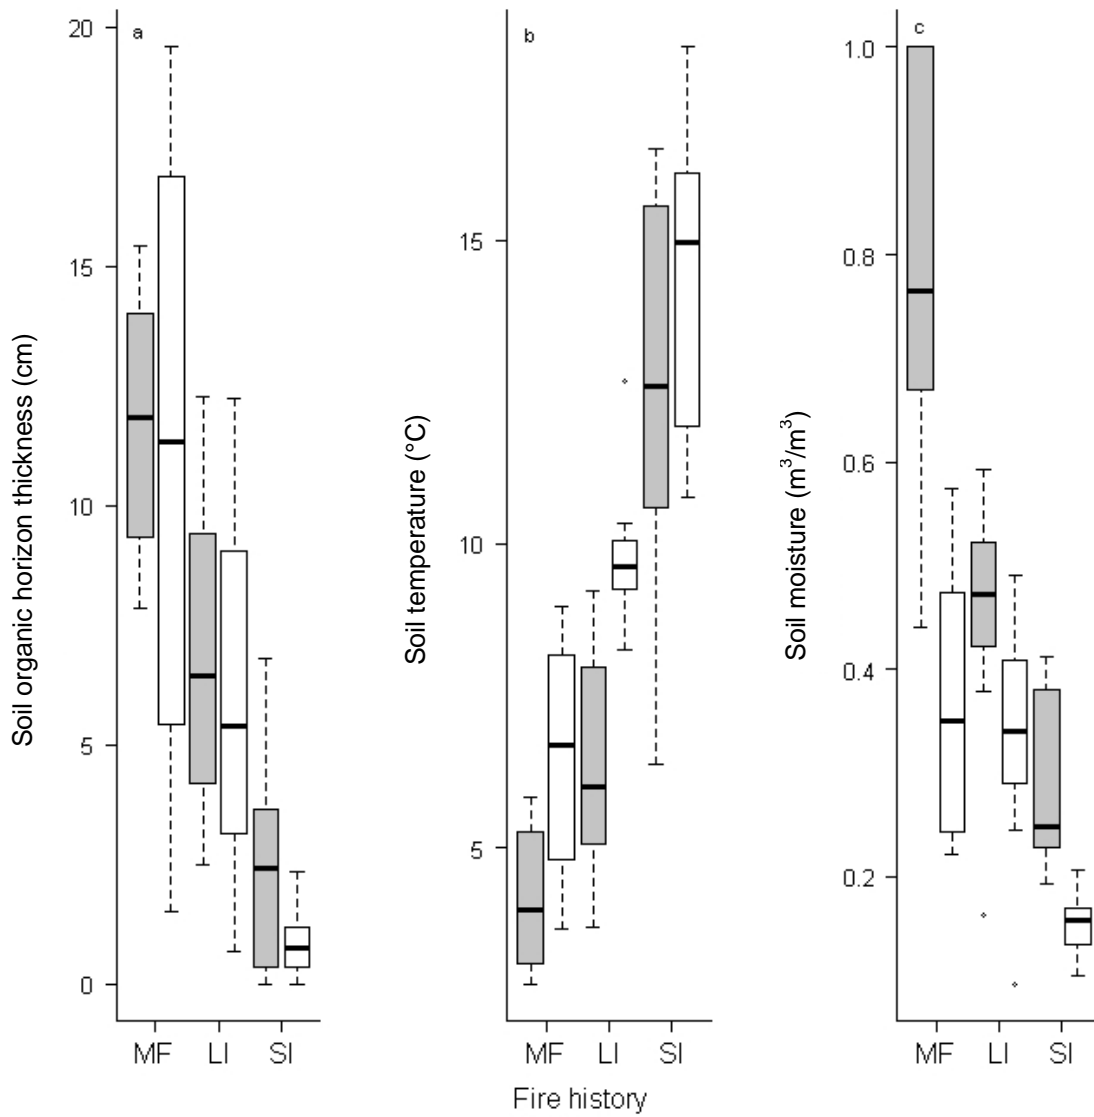 a
Soil organic horizon thickness (cm)
20
15
10
5
0
MF LI SI
b
Soil temperature (°C)
15
10
5
MF LI SI
c
Soil moisture (m³/m³)
1.0
0.8
0.6
0.4
0.2
MF LI SI
Fire history